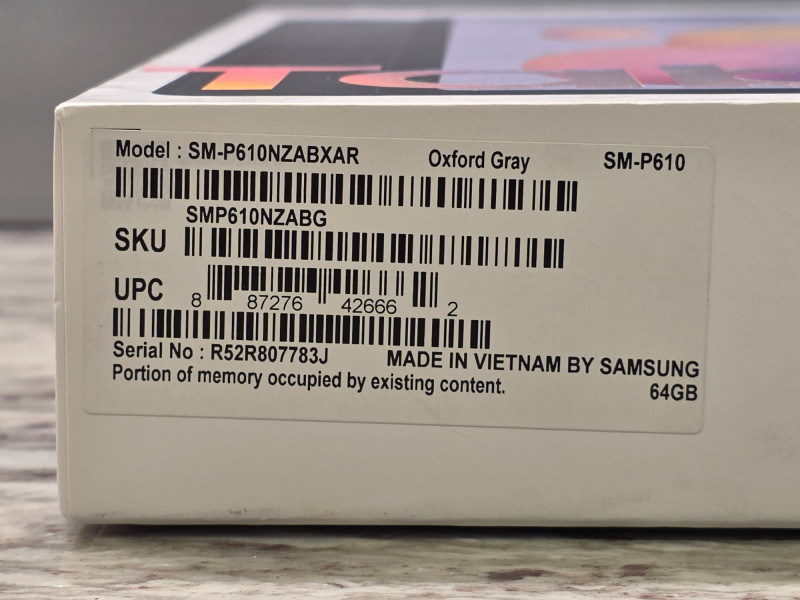 Model : SM-P610NZABXAR Oxford Gray SM-P610
SMP610NZABG
SKU
UPC 8 87276 42666 2
Serial No : R52R807783J MADE IN VIETNAM BY SAMSUNG
Portion of memory occupied by existing content. 64GB